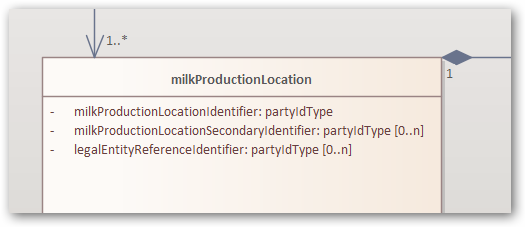 1..*
1
milkProductionLocation
- milkProductionLocationIdentifier: partyIdType
- milkProductionLocationSecondaryIdentifier: partyIdType [0..n]
- legalEntityReferenceIdentifier: partyIdType [0..n]